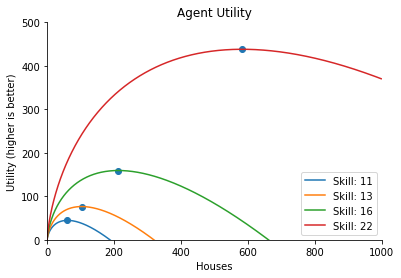 Agent Utility
Utility (higher is better)
500
400
300
200
100
0
0
200
400
600
800
1000
Houses
Skill: 11
Skill: 13
Skill: 16
Skill: 22